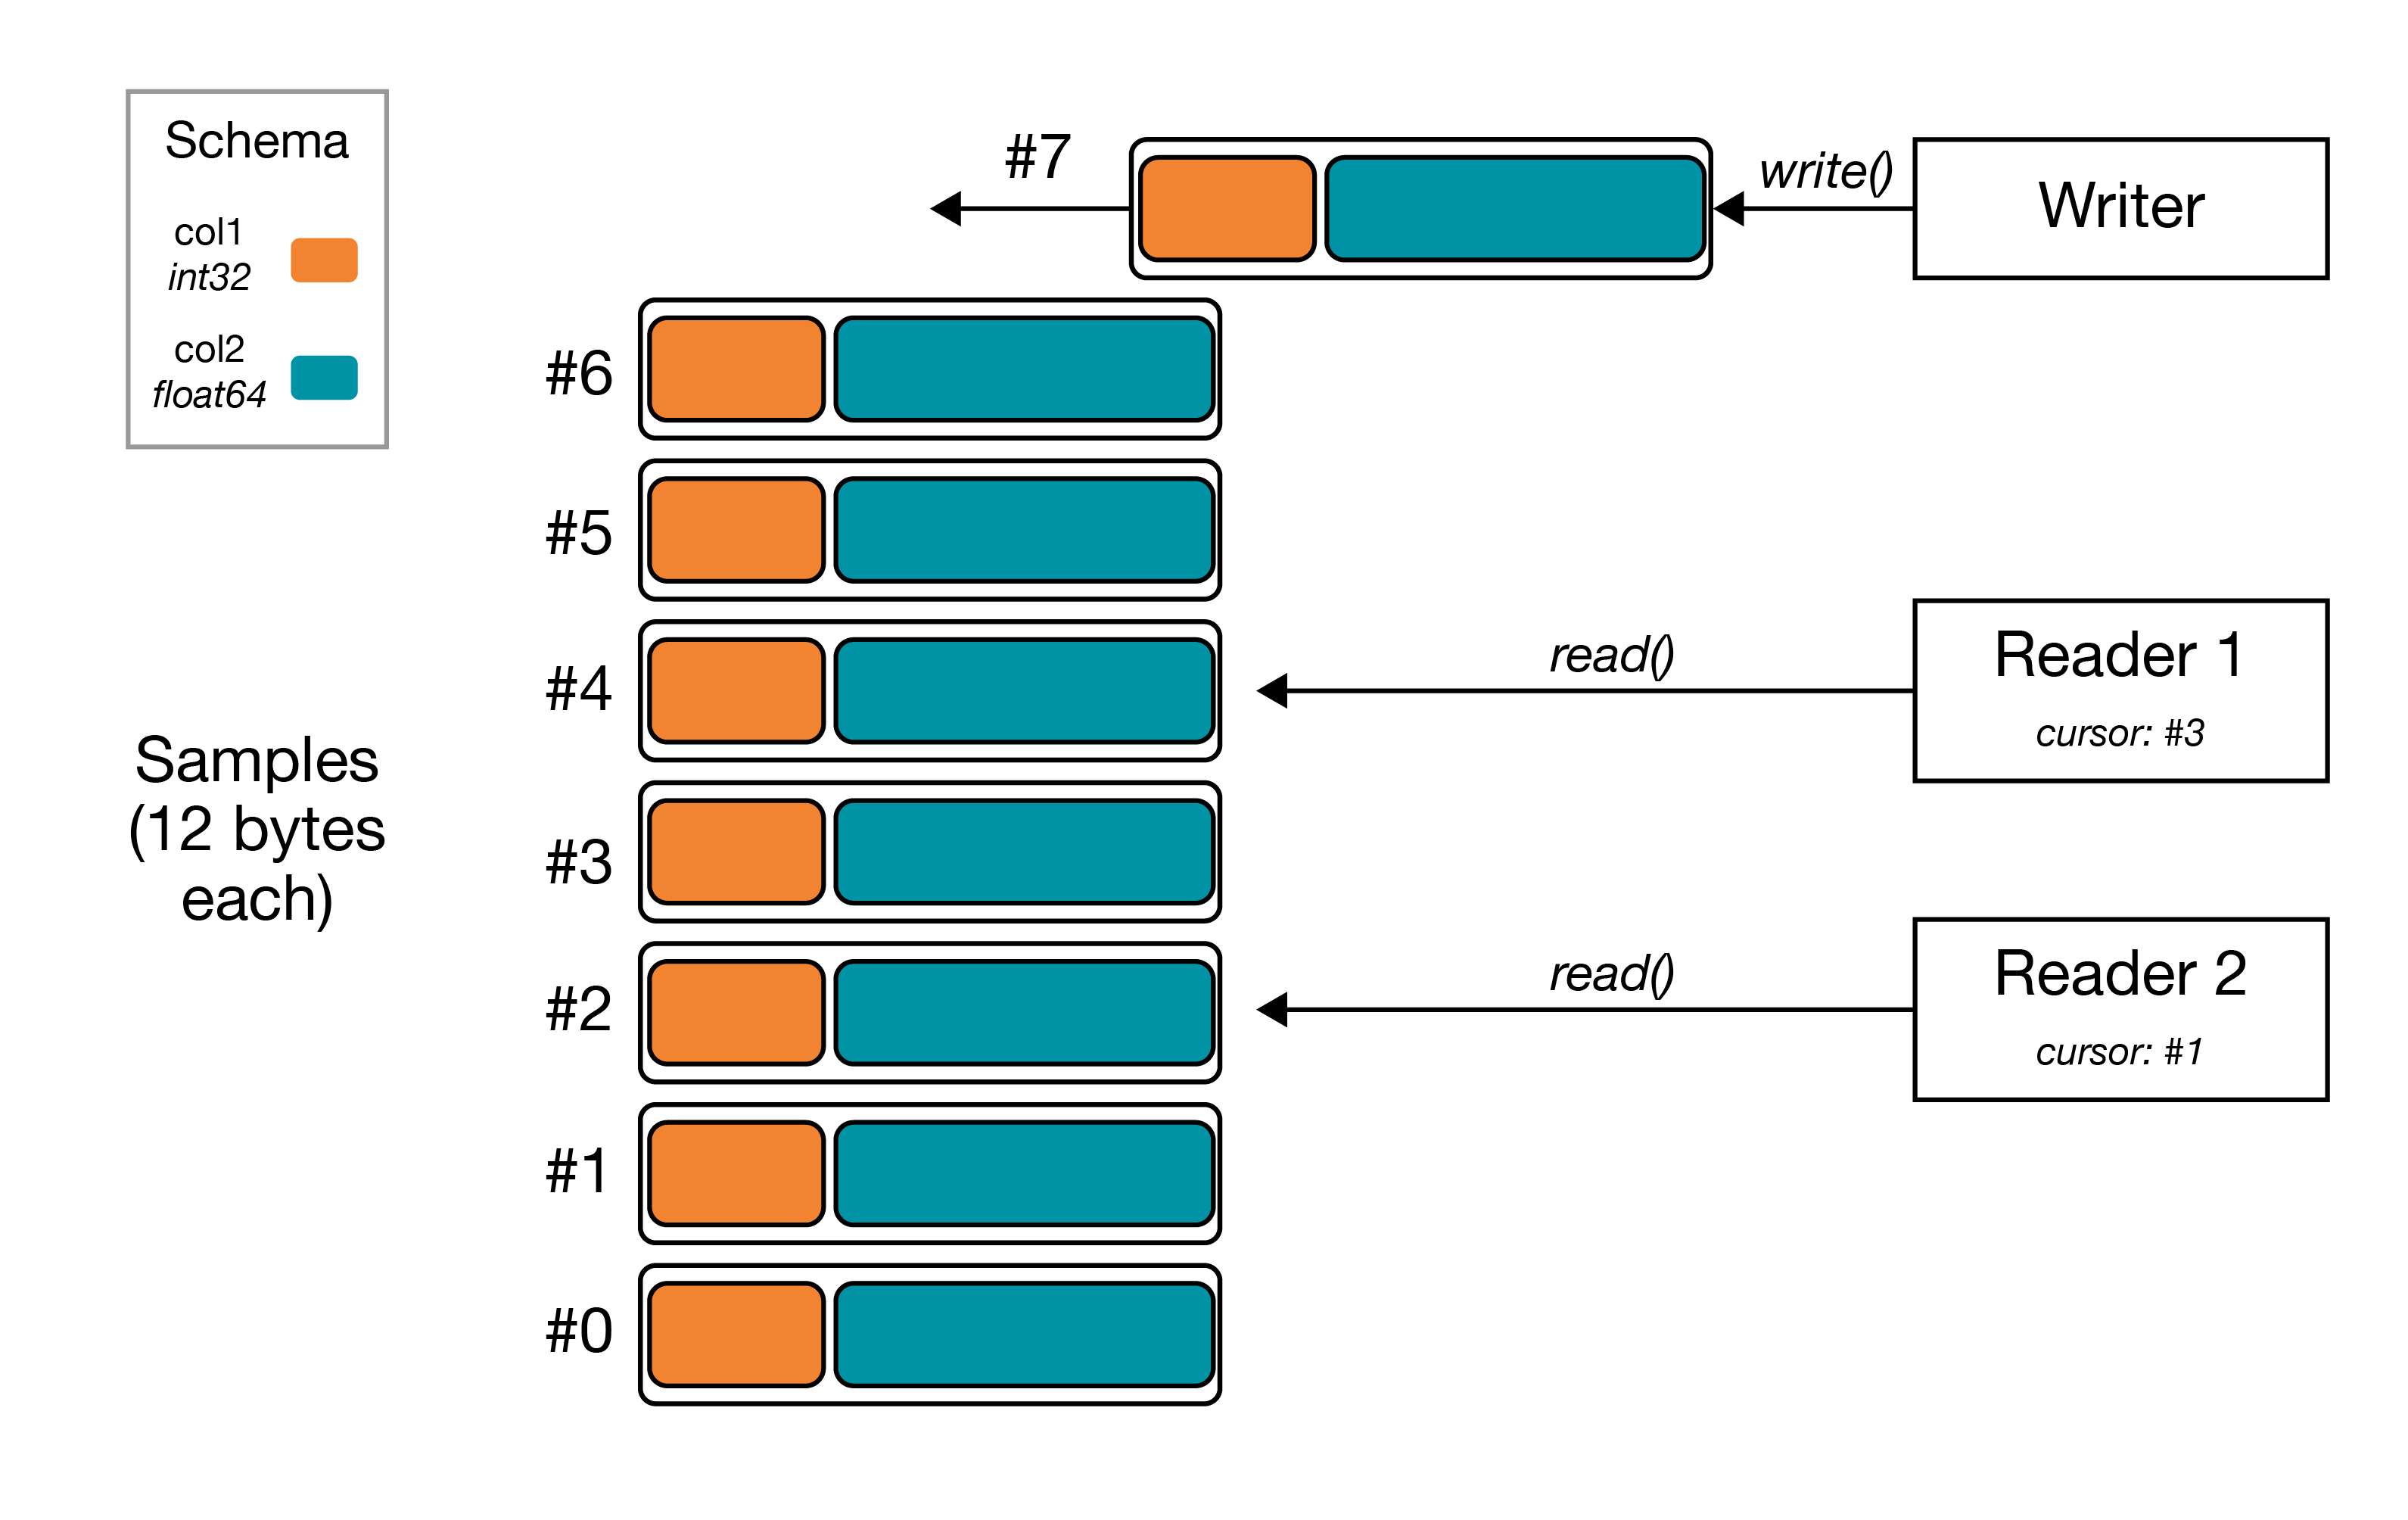 Schema
col1
int32
col2
float64
#7
write()
Writer
#6
#5
#4
read()
Reader 1
cursor: #3
Samples
(12 bytes
each)
#3
#2
read()
Reader 2
cursor: #1
#1
#0